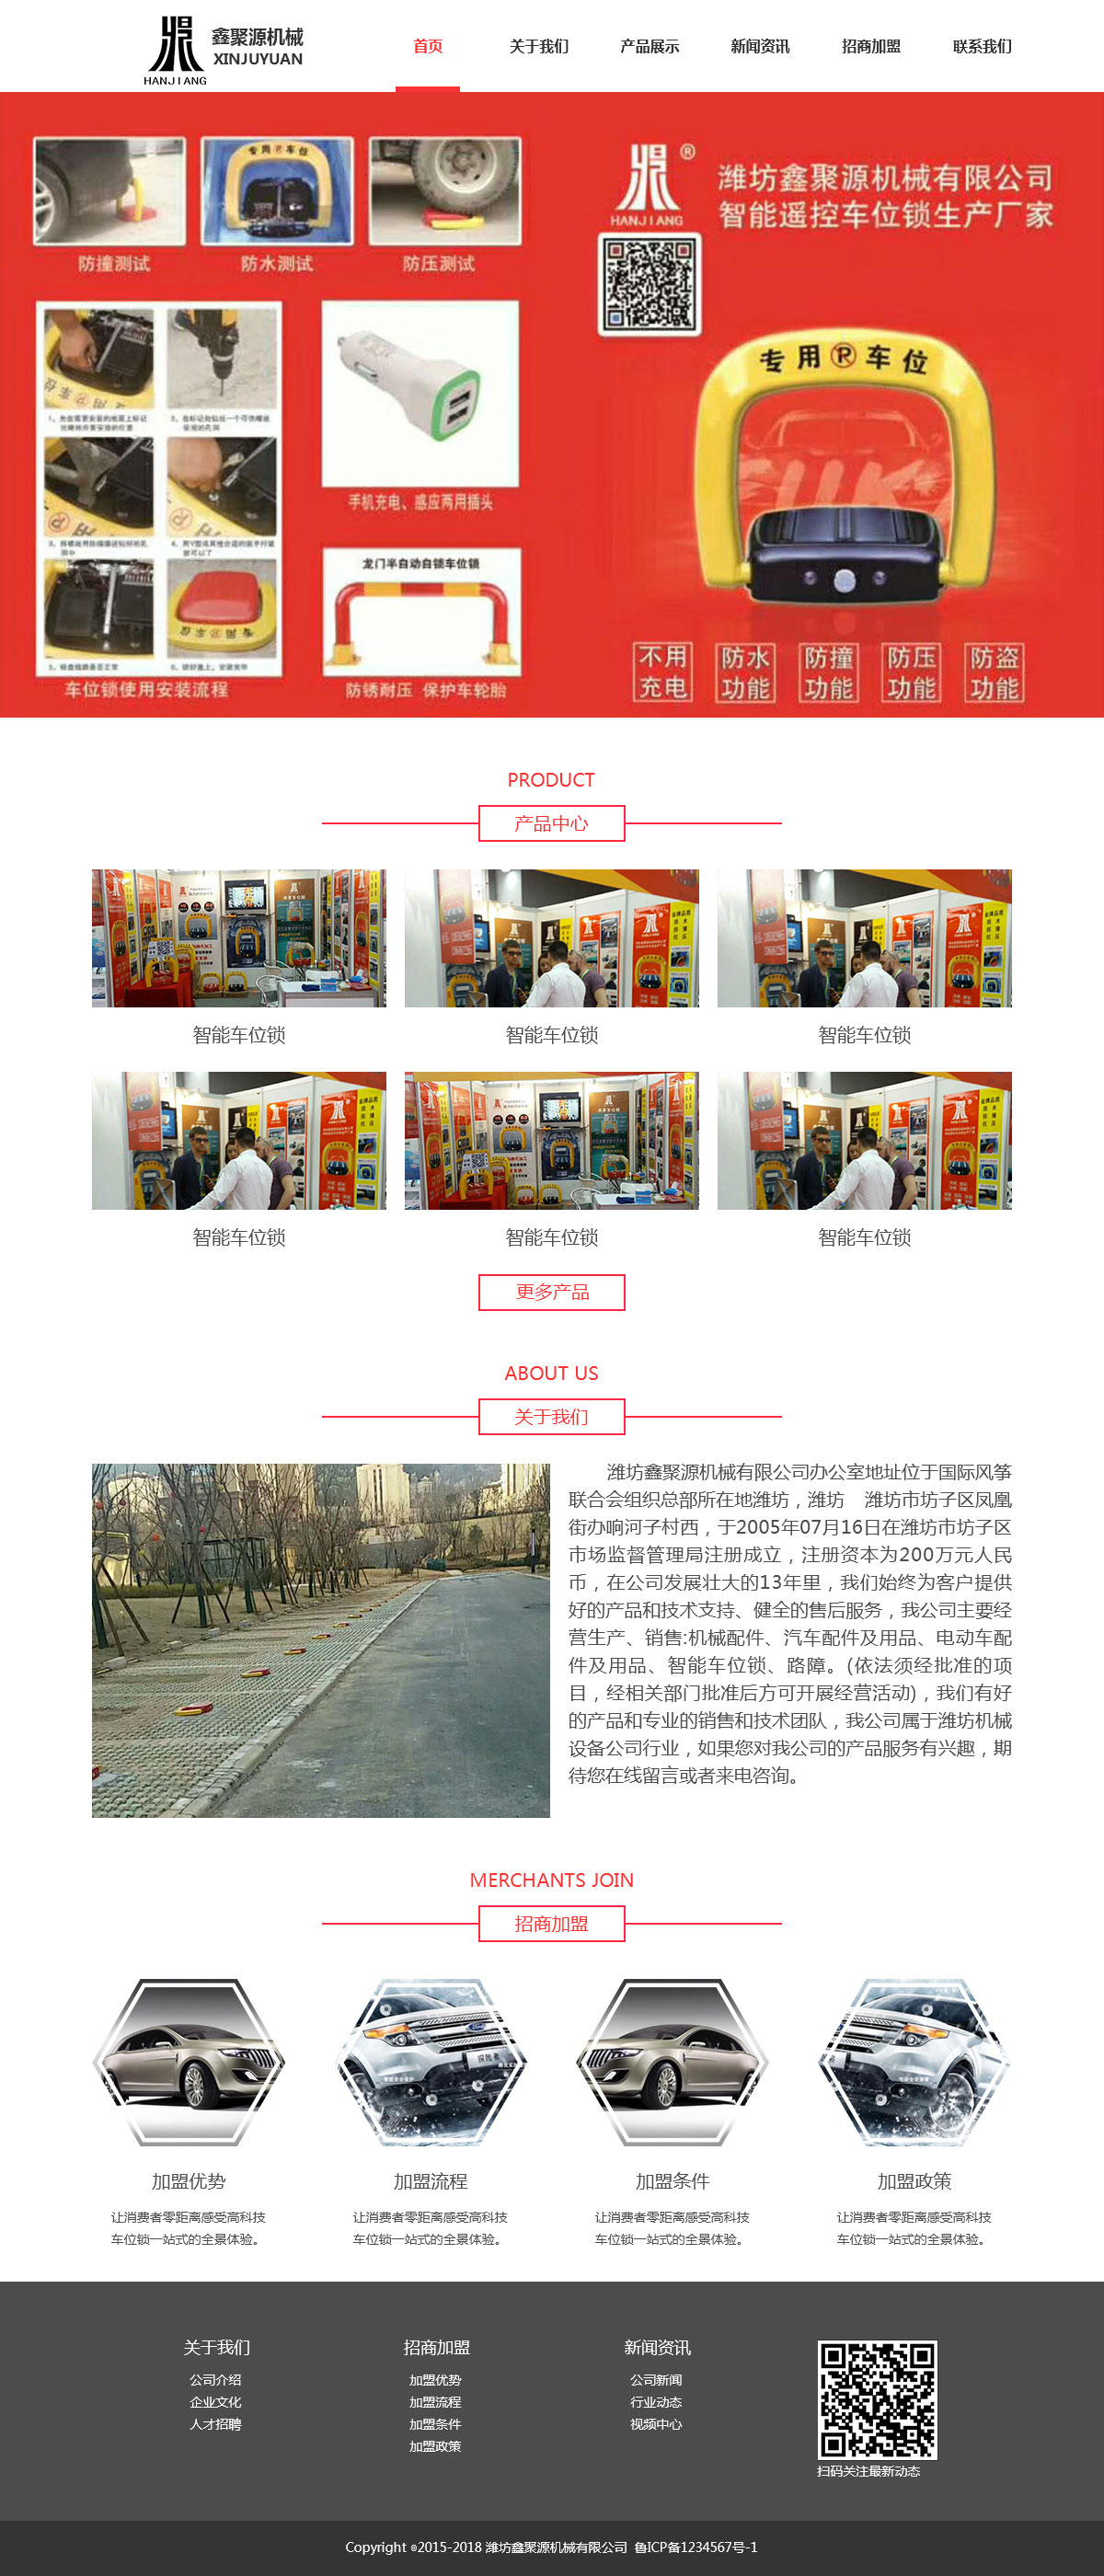 鑫聚源机械
XINJUYUAN
HANJIANG
首页
关于我们
产品展示
新闻资讯
招商加盟
联系我们
防撞测试
防水测试
防压测试
HANJIANG
®
潍坊鑫聚源机械有限公司
智能遥控车位锁生产厂家
专用 P 车位
手机充电、感应两用插头
龙门半自动自锁车位锁
车位锁使用安装流程
防锈耐压 保护车轮胎
不用充电
防水功能
防撞功能
防压功能
防盗功能
PRODUCT
产品中心
智能车位锁
智能车位锁
智能车位锁
智能车位锁
智能车位锁
智能车位锁
更多产品
ABOUT US
关于我们
潍坊鑫聚源机械有限公司办公室地址位于国际风筝
联合会组织总部所在地潍坊，潍坊　潍坊市坊子区凤凰
街办响河子村西，于2005年07月16日在潍坊市坊子区
市场监督管理局注册成立，注册资本为200万元人民
币，在公司发展壮大的13年里，我们始终为客户提供
好的产品和技术支持、健全的售后服务，我公司主要经
营生产、销售:机械配件、汽车配件及用品、电动车配
件及用品、智能车位锁、路障。(依法须经批准的项
目，经相关部门批准后方可开展经营活动)，我们有好
的产品和专业的销售和技术团队，我公司属于潍坊机械
设备公司行业，如果您对我公司的产品服务有兴趣，期
待您在线留言或者来电咨询。
MERCHANTS JOIN
招商加盟
加盟优势
让消费者零距离感受高科技
车位锁一站式的全景体验。
加盟流程
让消费者零距离感受高科技
车位锁一站式的全景体验。
加盟条件
让消费者零距离感受高科技
车位锁一站式的全景体验。
加盟政策
让消费者零距离感受高科技
车位锁一站式的全景体验。
关于我们
公司介绍
企业文化
人才招聘
招商加盟
加盟优势
加盟流程
加盟条件
加盟政策
新闻资讯
公司新闻
行业动态
视频中心
扫码关注最新动态
Copyright ©2015-2018 潍坊鑫聚源机械有限公司 鲁ICP备1234567号-1